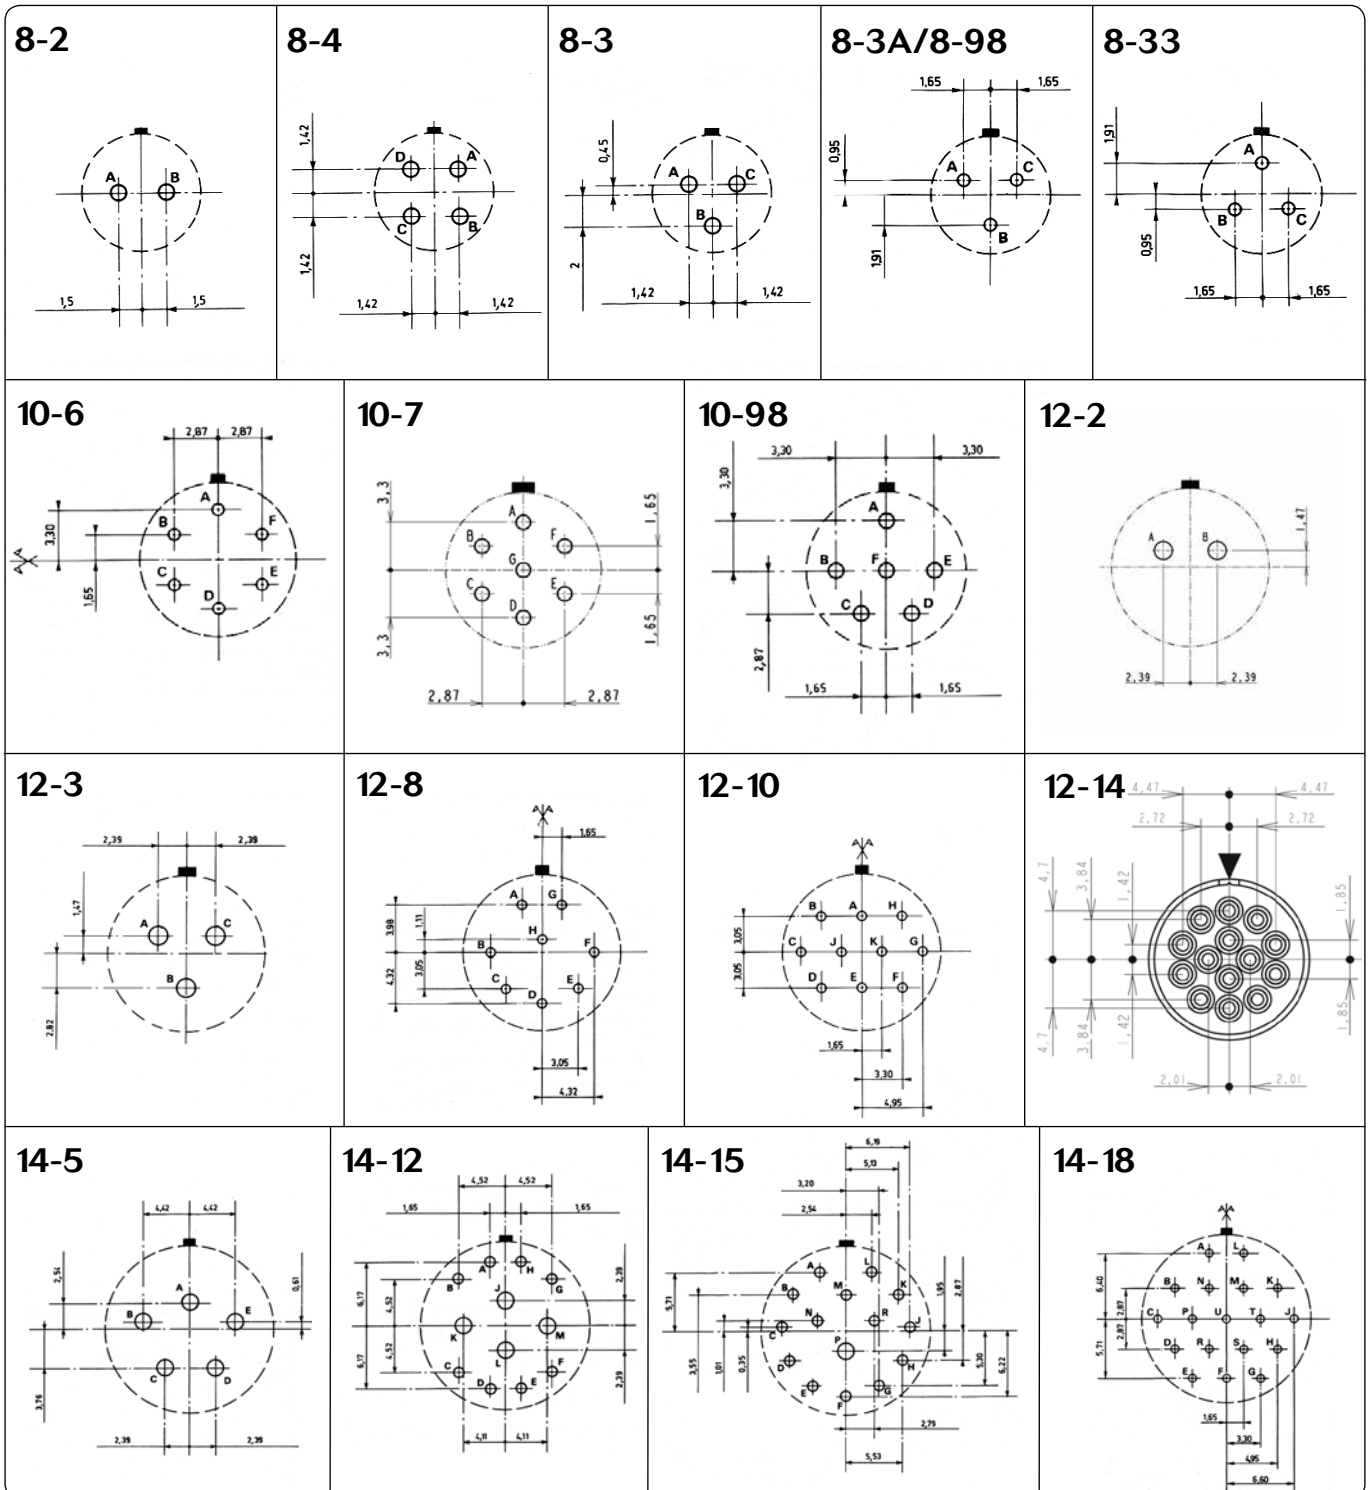 8-2
A B
1,5 1,5
8-4
1,42
D A
C B
1,42
1,42 1,42
8-3
0,45
A C
B
2
1,42 1,42
8-3A/8-98
1,65 1,65
0,95
A C
B
1,91
8-33
1,91
A
B C
0,95
1,65 1,65
10-6
2,87 2,87
A
B F
3,30
A A
C E
1,65
D
10-7
3,3
A
1,65
B F
G
C E
D
1,65
3,3
2,87 2,87
10-98
3,30 3,30
3,30
A
B F E
C D
2,87
1,65 1,65
12-2
1,47
A B
2,39 2,39
12-3
2,39 2,39
1,47
A C
B
2,82
12-8
A A
1,65
A G
3,98
1,11
H
B F
4,32
3,05
C E
D
3,05
4,32
12-10
A A
B A H
3,05
C J K G
3,05
D E F
1,65
3,30
4,95
12-14
4,47 4,47
2,72 2,72
4,7 3,84 1,42 1,85
4,7 3,84 1,42 1,85
2,01 2,01
14-5
4,42 4,42
2,54
0,61
A
B E
C D
3,76
2,39 2,39
14-12
4,52 4,52
1,65 1,65
A H
B G
2,39
J
6,17 4,52
K M
L
6,17 4,52
C F
D E
2,39
4,11 4,11
14-15
6,19
5,13
3,20
2,54
L
B M K
5,71
1,95 2,87
N R
C J
P
3,55 1,01 0,35
D H
5,30 6,22
E G
F
2,79
5,53
14-18
A A
A L
6,40
B N M K
2,87
C P U T J
2,87
D R S H
5,71
E F G
1,65
3,30
4,95
6,60